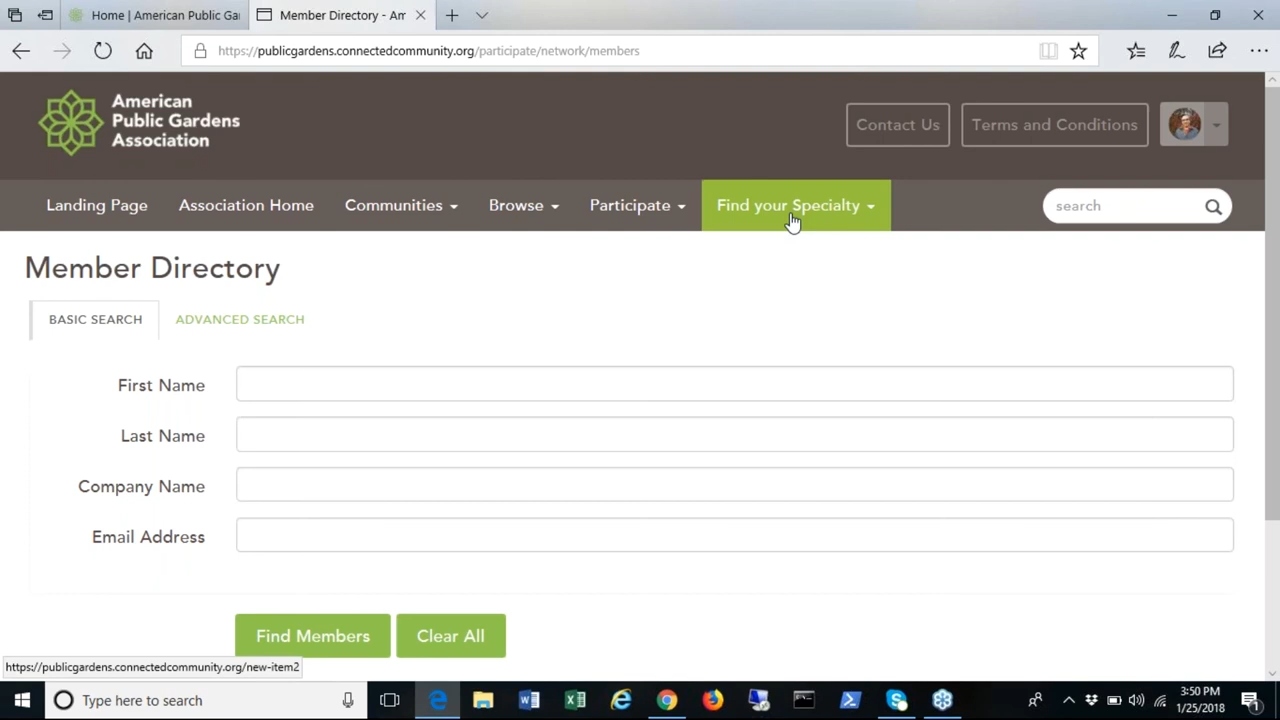 Home | American Public Gar
Member Directory - Am
https://publicgardens.connectedcommunity.org/participate/network/members
American
Public Gardens
Association
Contact Us
Terms and Conditions
Landing Page
Association Home
Communities
Browse
Participate
Find your Specialty
search
Member Directory
BASIC SEARCH
ADVANCED SEARCH
First Name
Last Name
Company Name
Email Address
Find Members
Clear All
https://publicgardens.connectedcommunity.org/new-item2
Type here to search
3:50 PM
1/25/2018